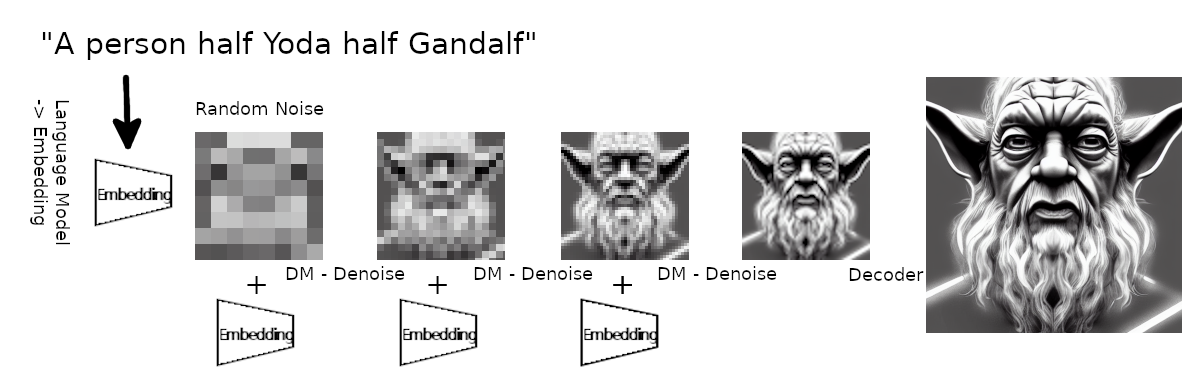 "A person half Yoda half Gandalf"
Language Model
-> Embedding
Embedding
Random Noise
DM - Denoise
DM - Denoise
DM - Denoise
Decoder
+
+
+
Embedding
Embedding
Embedding